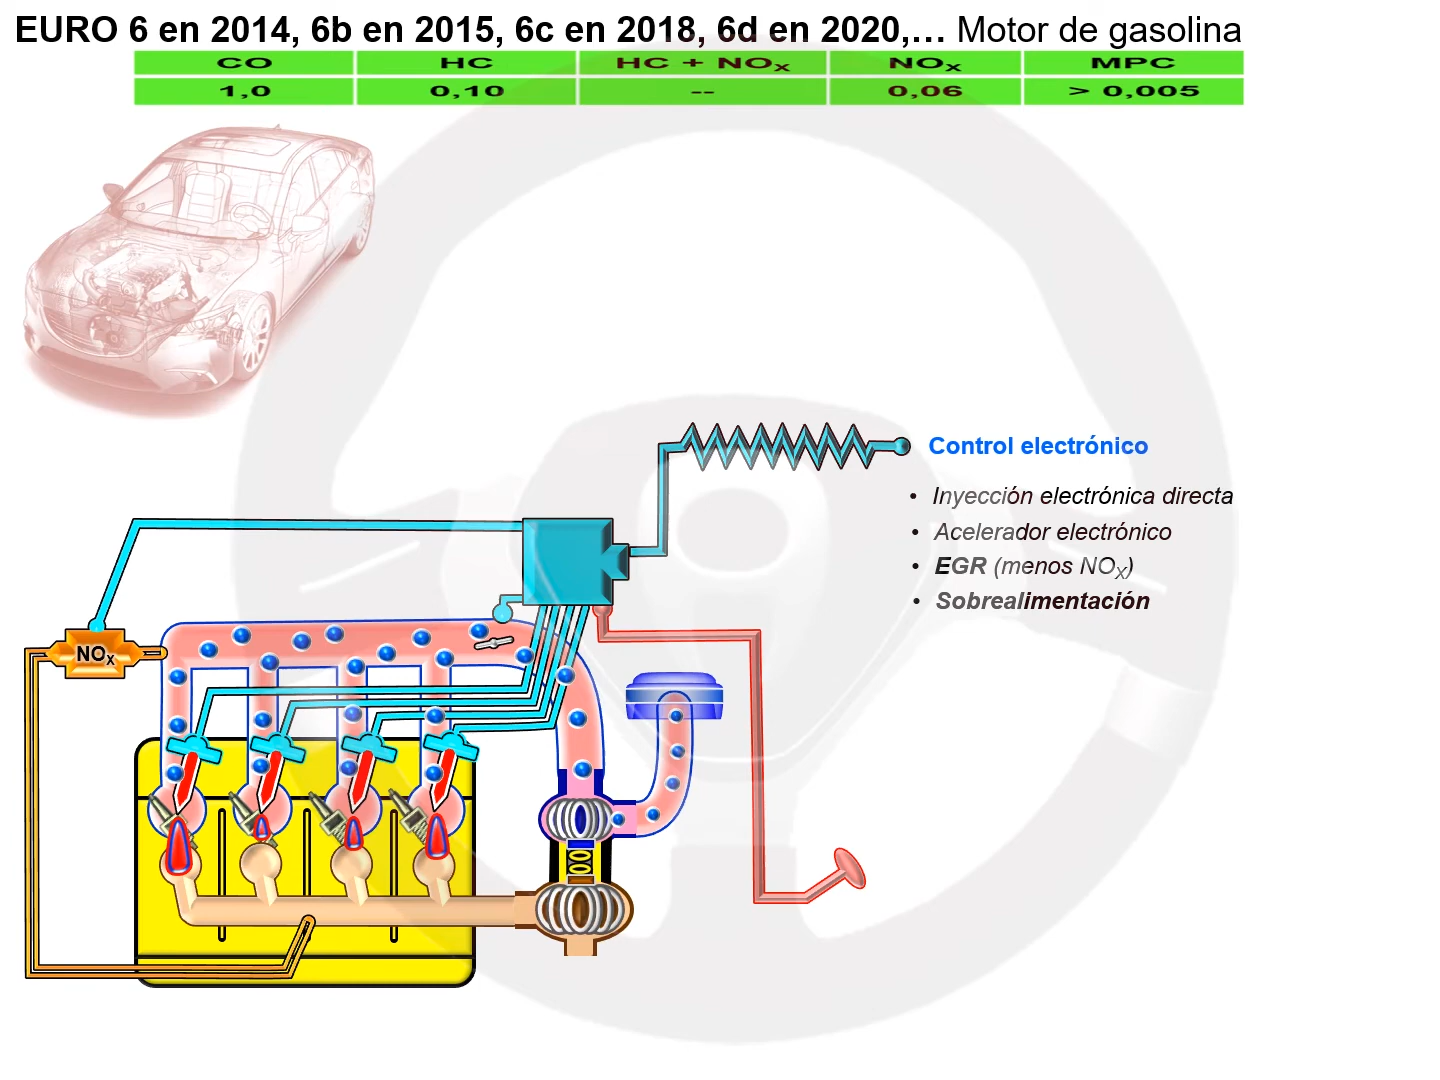 EURO 6 en 2014, 6b en 2015, 6c en 2018, 6d en 2020,… Motor de gasolina
CO HC HC + NOx NOx MPC
1,0 0,10 -- 0,06 > 0,005
Control electrónico
• Inyección electrónica directa
• Acelerador electrónico
• EGR (menos NOX)
• Sobrealimentación
NOx